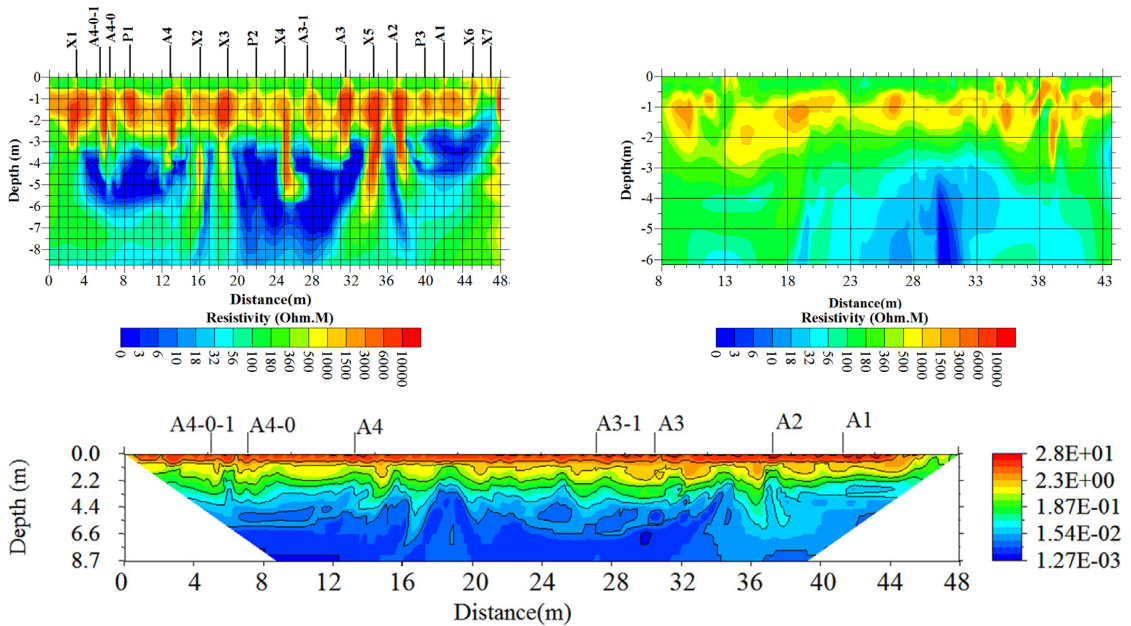 X1 A4-0-1 A4-0 P1 A4 X2 X3 P2 X4 A3-1 A3 X5 A2 P3 A1 X6 X7
0
-1
-2
-3
-4
-5
-6
-7
-8
Depth (m)
0 4 8 12 16 20 24 28 32 36 40 44 48
Distance(m)
Resistivity (Ohm.M)
0 3 6 10 18 32 56 100 180 360 500 1000 1500 3000 6000 10000
0
-1
-2
-3
-4
-5
-6
Depth(m)
8 13 18 23 28 33 38 43
Distance(m)
Resistivity (Ohm.M)
0 3 6 10 18 32 56 100 180 360 500 1000 1500 3000 6000 10000
A4-0-1 A4-0 A4 A3-1 A3 A2 A1
0.0
2.2
4.4
6.6
8.7
Depth (m)
0 4 8 12 16 20 24 28 32 36 40 44 48
Distance(m)
2.8E+01
2.3E+00
1.87E-01
1.54E-02
1.27E-03